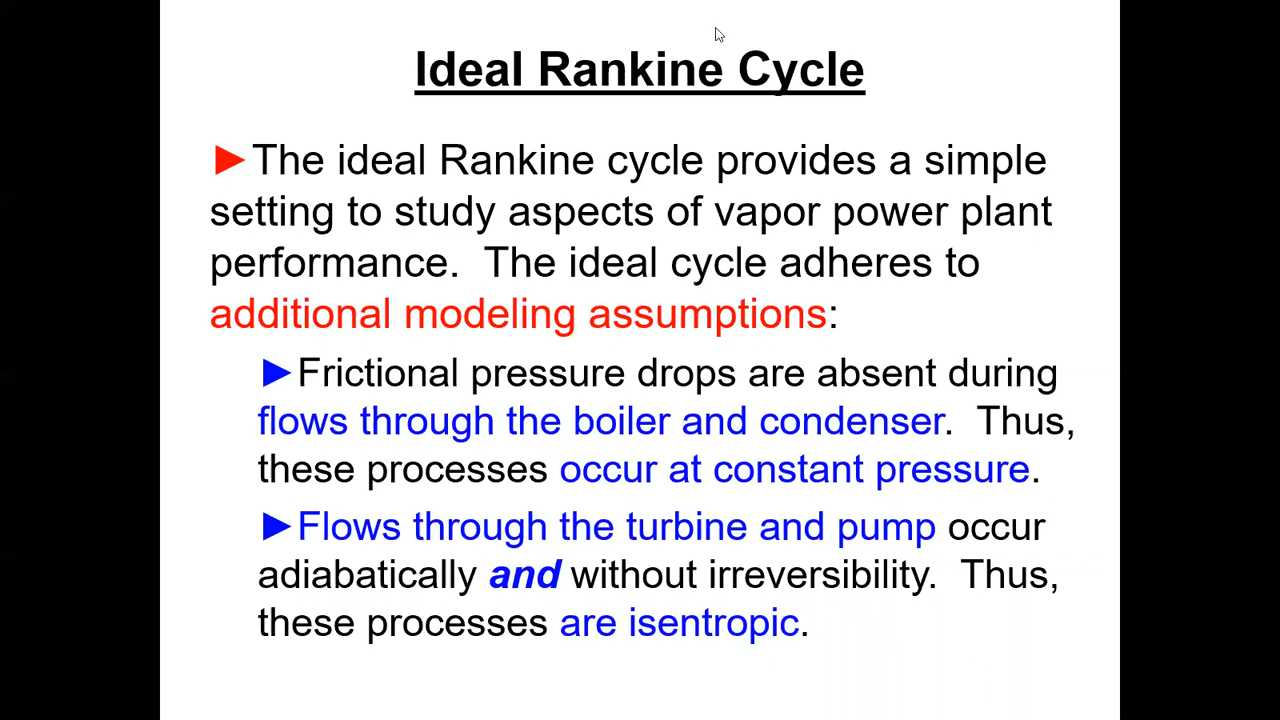 Ideal Rankine Cycle
►The ideal Rankine cycle provides a simple
setting to study aspects of vapor power plant
performance.  The ideal cycle adheres to
additional modeling assumptions:
►Frictional pressure drops are absent during
flows through the boiler and condenser.  Thus,
these processes occur at constant pressure.
►Flows through the turbine and pump occur
adiabatically and without irreversibility.  Thus,
these processes are isentropic.